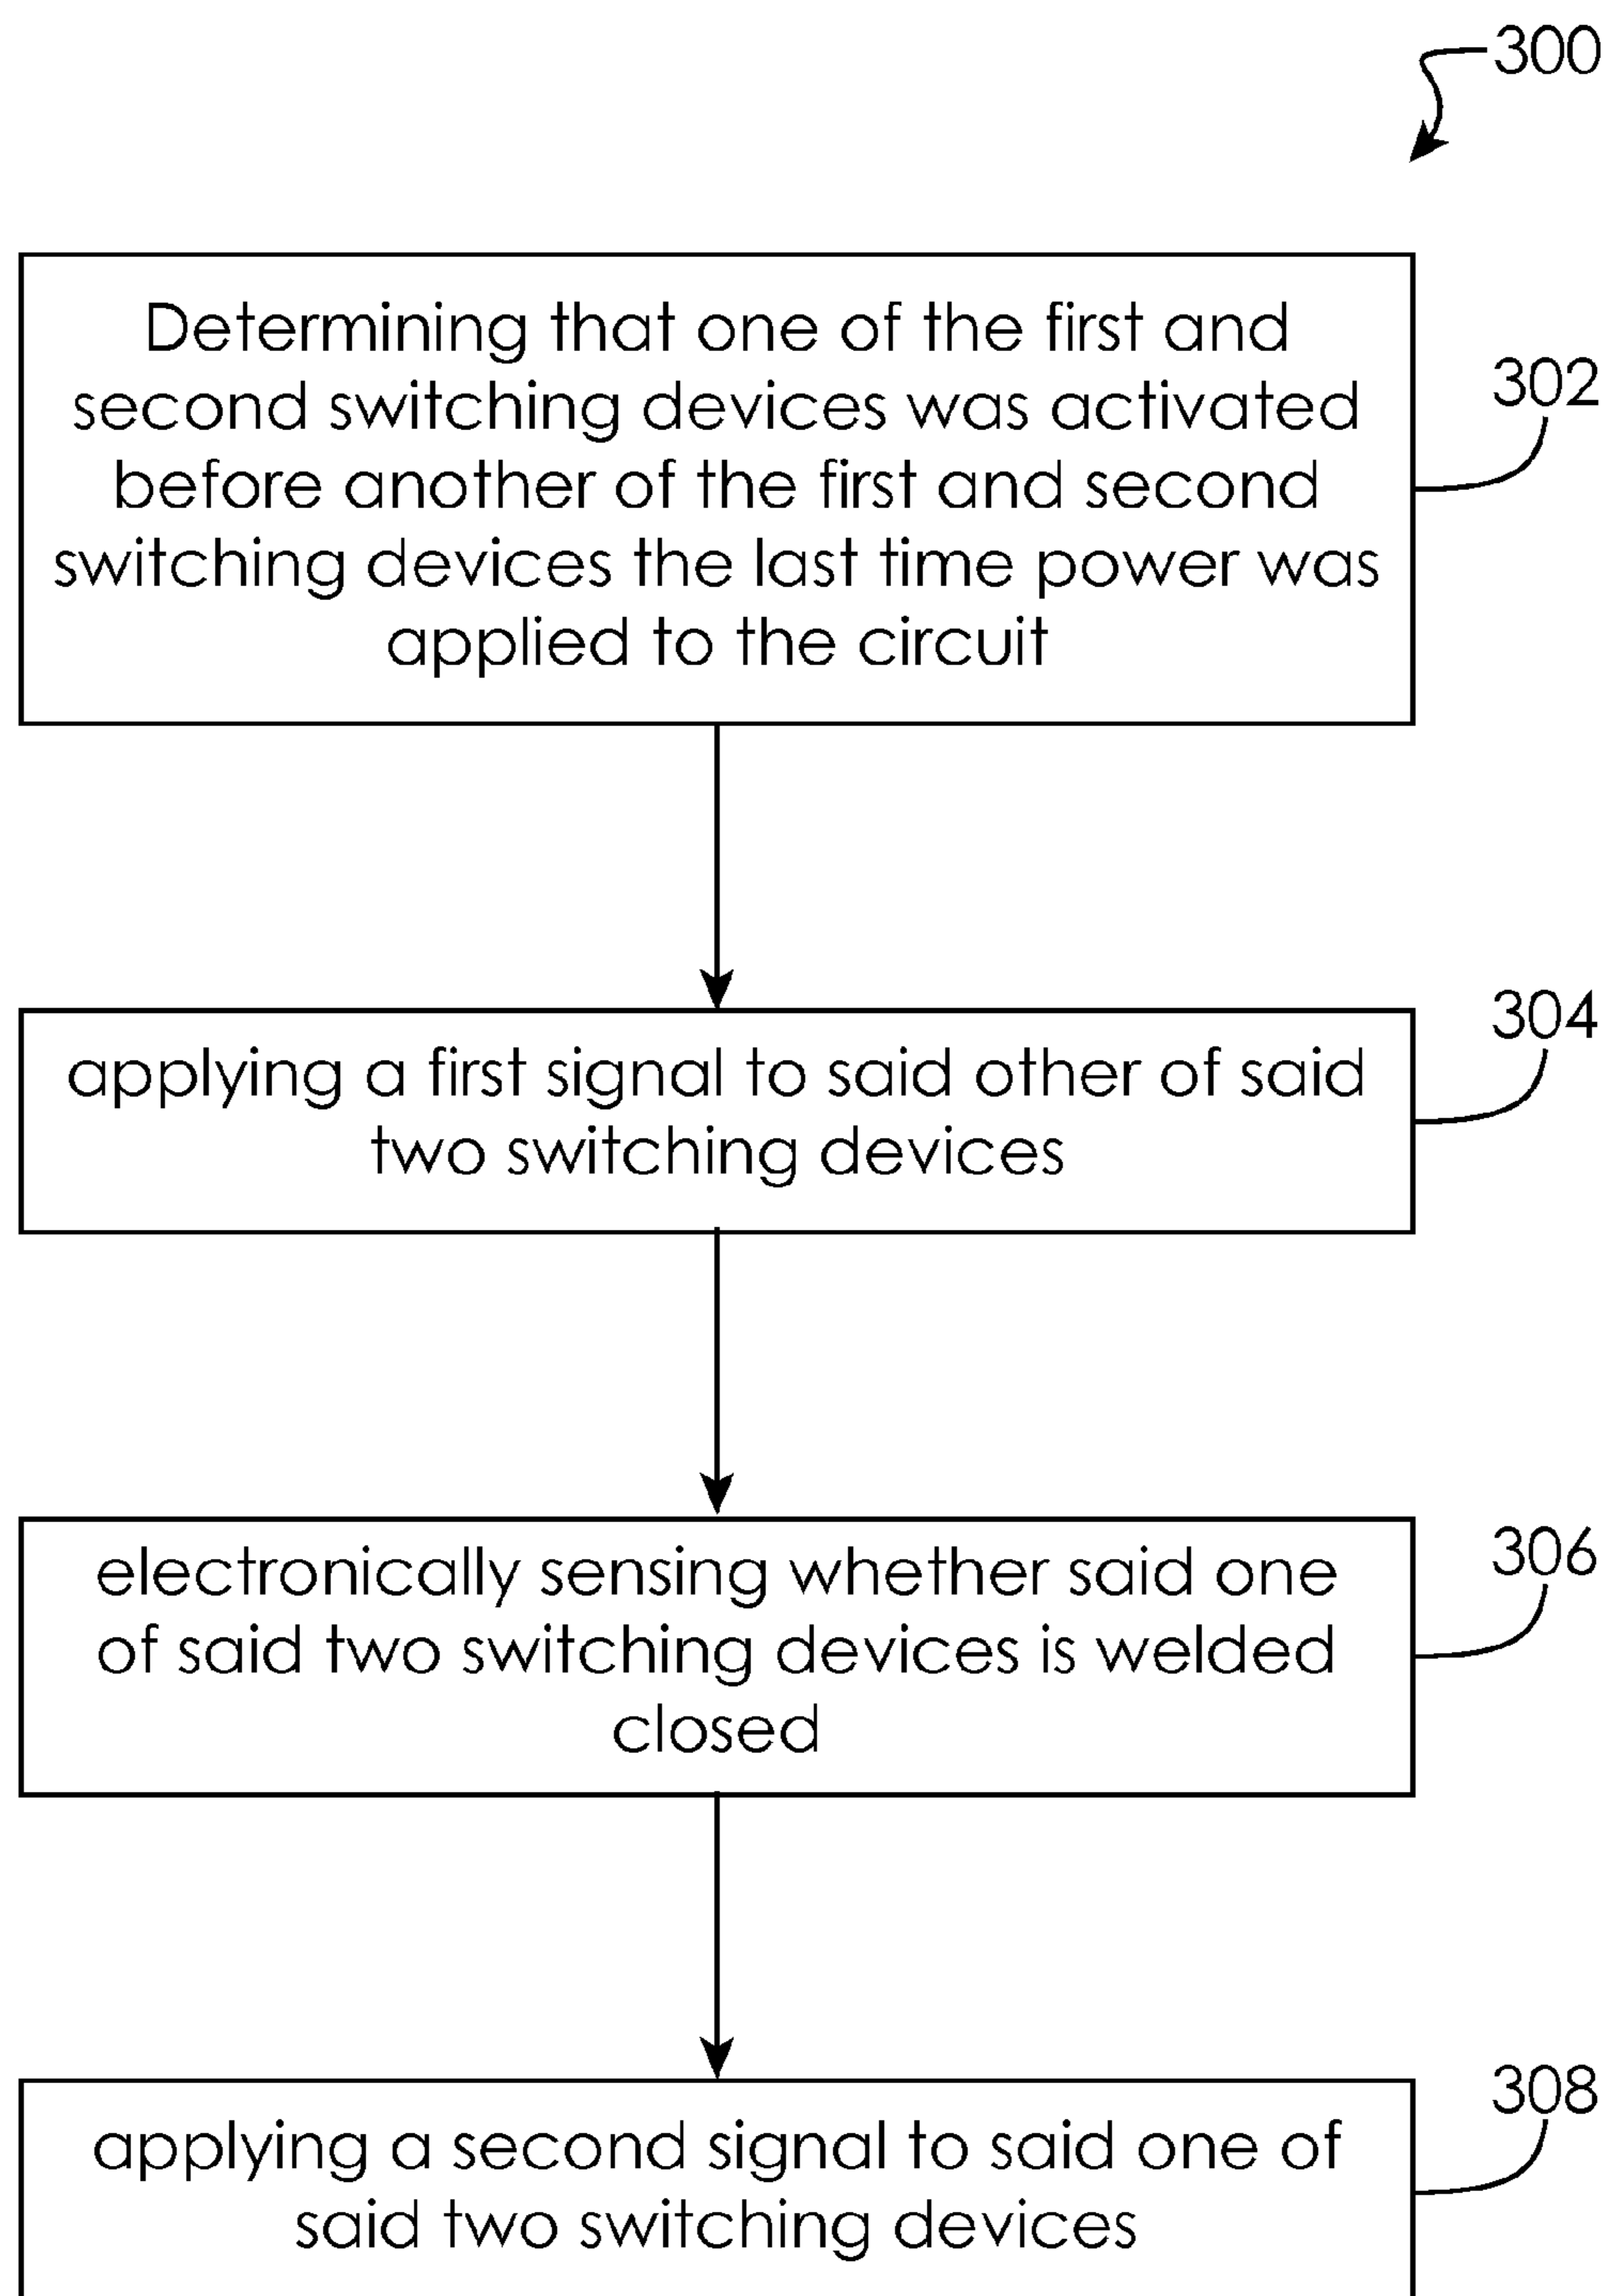 300
Determining that one of the first and
second switching devices was activated
before another of the first and second
switching devices the last time power was
applied to the circuit
302
applying a first signal to said other of said
two switching devices
304
electronically sensing whether said one
of said two switching devices is welded
closed
306
applying a second signal to said one of
said two switching devices
308